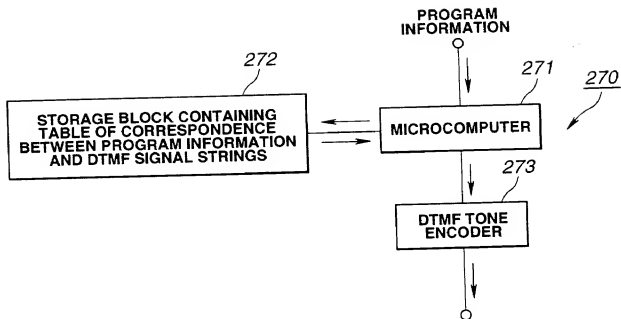 PROGRAM
INFORMATION
272
271
270
STORAGE BLOCK CONTAINING
TABLE OF CORRESPONDENCE
BETWEEN PROGRAM INFORMATION
AND DTMF SIGNAL STRINGS
MICROCOMPUTER
273
DTMF TONE
ENCODER